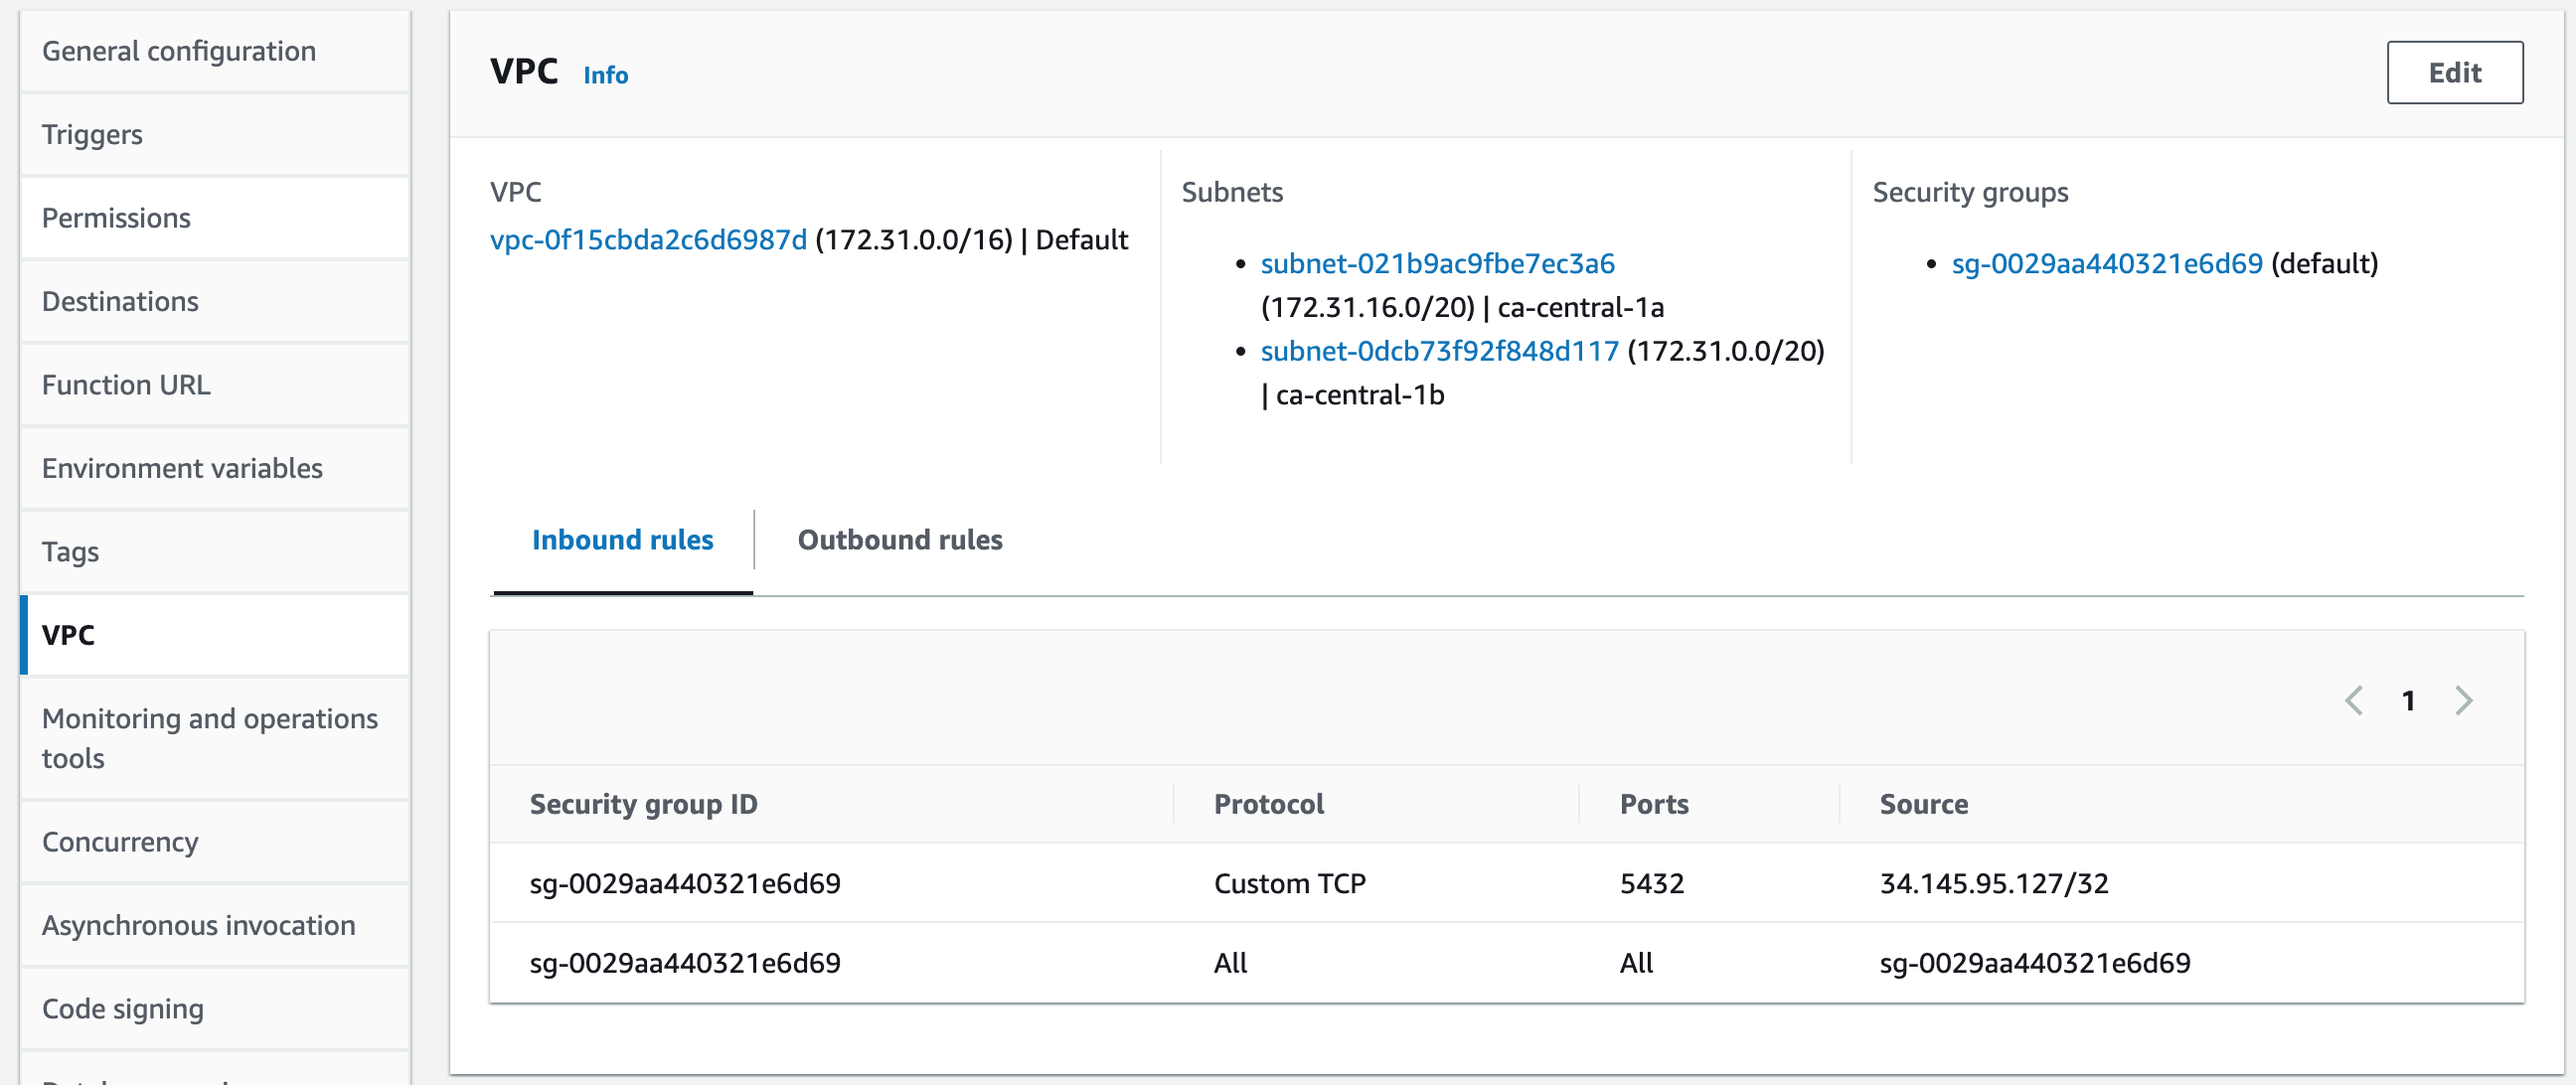 General configuration
Triggers
Permissions
Destinations
Function URL
Environment variables
Tags
VPC
Monitoring and operations
tools
Concurrency
Asynchronous invocation
Code signing
VPC Info
Edit
VPC
vpc-0f15cbda2c6d6987d (172.31.0.0/16) | Default
Subnets
• subnet-021b9ac9fbe7ec3a6
(172.31.16.0/20) | ca-central-1a
• subnet-0dcb73f92f848d117 (172.31.0.0/20)
| ca-central-1b
Security groups
• sg-0029aa440321e6d69 (default)
Inbound rules
Outbound rules
1
Security group ID Protocol Ports Source
sg-0029aa440321e6d69 Custom TCP 5432 34.145.95.127/32
sg-0029aa440321e6d69 All All sg-0029aa440321e6d69